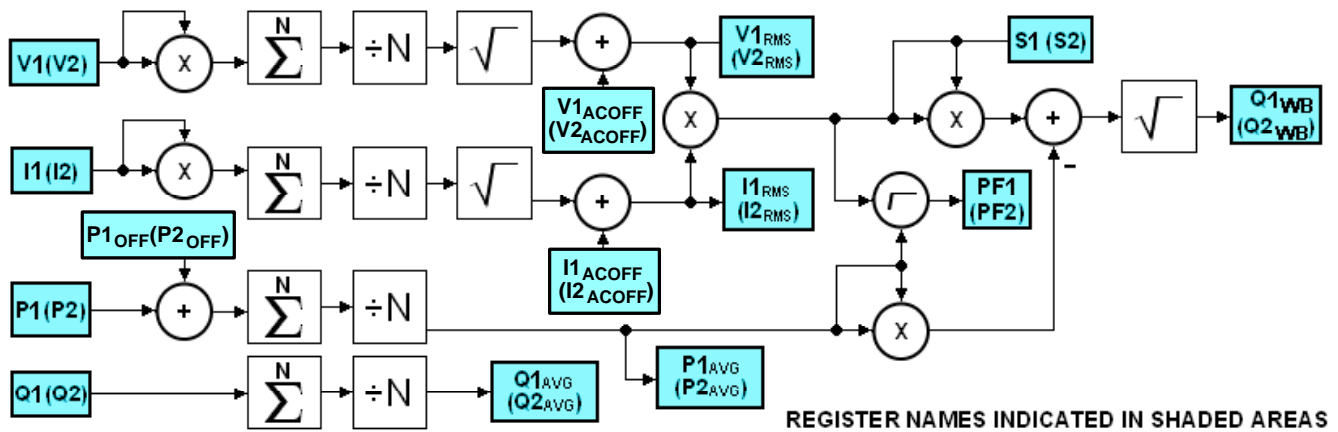 V1(V2)
X
N
∑
÷N
√
+
V1RMS
(V2RMS)
S1 (S2)
V1ACOFF
(V2ACOFF)
X
X
+
√
Q1WB
(Q2WB)
I1(I2)
X
N
∑
÷N
√
+
I1RMS
(I2RMS)
PF1
(PF2)
−
P1OFF(P2OFF)
I1ACOFF
(I2ACOFF)
P1(P2)
+
N
∑
÷N
X
P1AVG
(P2AVG)
Q1(Q2)
N
∑
÷N
Q1AVG
(Q2AVG)
REGISTER NAMES INDICATED IN SHADED AREAS